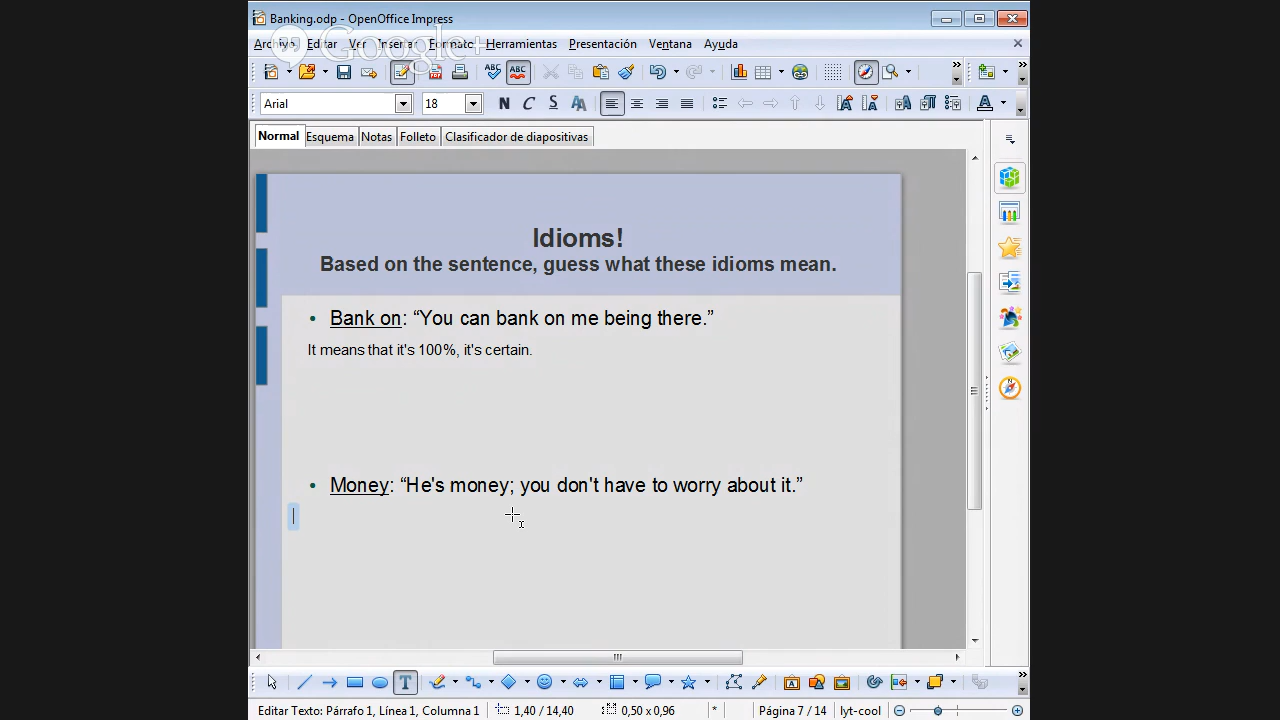 Banking.odp - OpenOffice Impress
Google+
Archivo Editar Ver Insertar Formato Herramientas Presentación Ventana Ayuda
Arial 18 N C S
Normal Esquema Notas Folleto Clasificador de diapositivas
Idioms!
Based on the sentence, guess what these idioms mean.
• Bank on: “You can bank on me being there.”
It means that it's 100%, it's certain.
• Money: “He's money; you don't have to worry about it.”
Editar Texto: Párrafo 1, Línea 1, Columna 1 1,40 / 14,40 0,50 x 0,96 * Página 7 / 14 lyt-cool